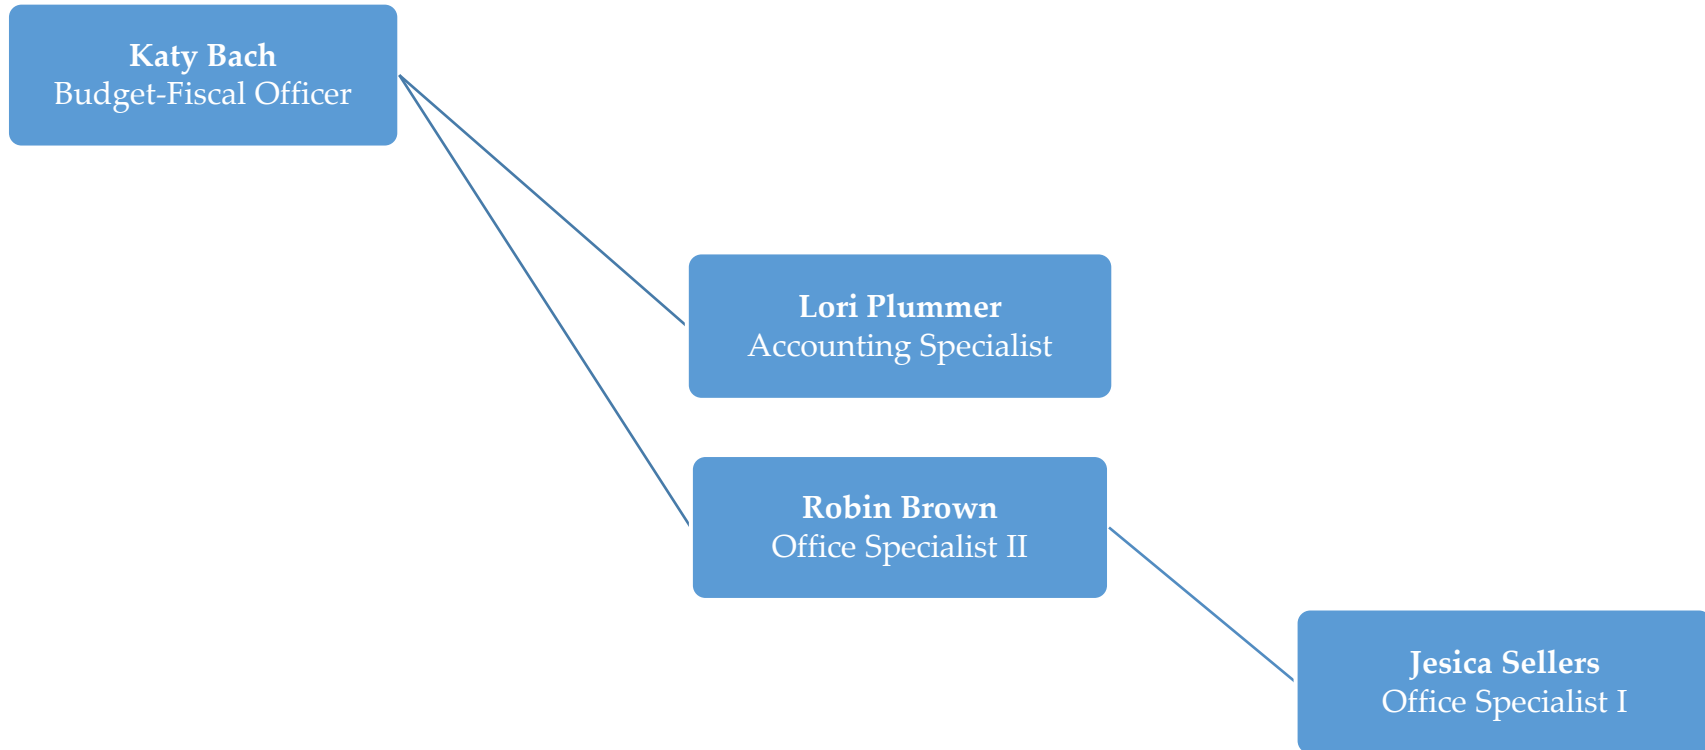 Katy Bach
Budget-Fiscal Officer
Lori Plummer
Accounting Specialist
Robin Brown
Office Specialist II
Jesica Sellers
Office Specialist I